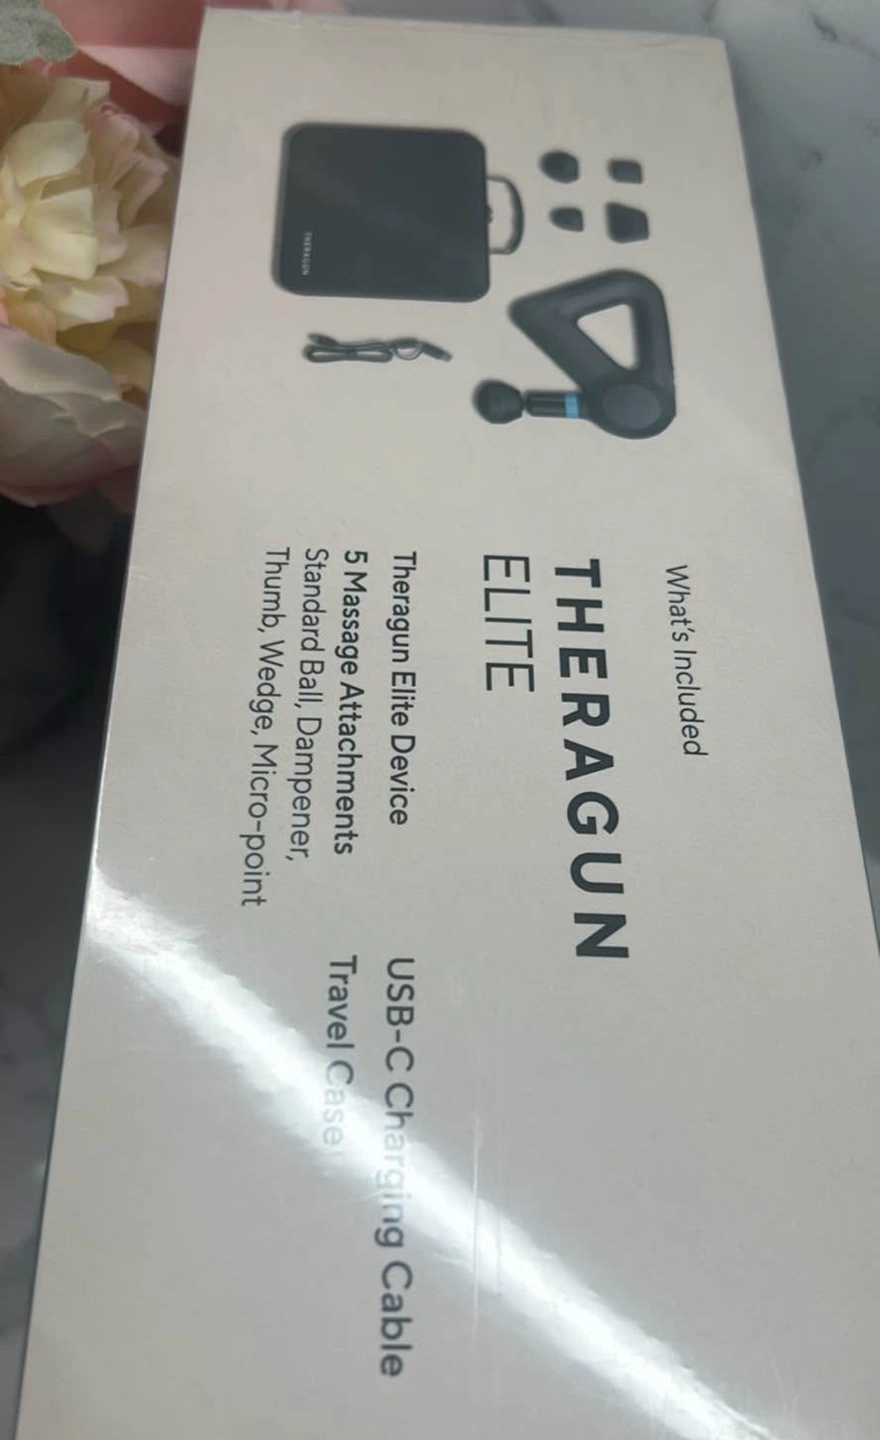 What's Included
THERAGUN
ELITE
Theragun Elite Device
5 Massage Attachments
Standard Ball, Dampener,
Thumb, Wedge, Micro-point
USB-C Charging Cable
Travel Case
THERAGUN